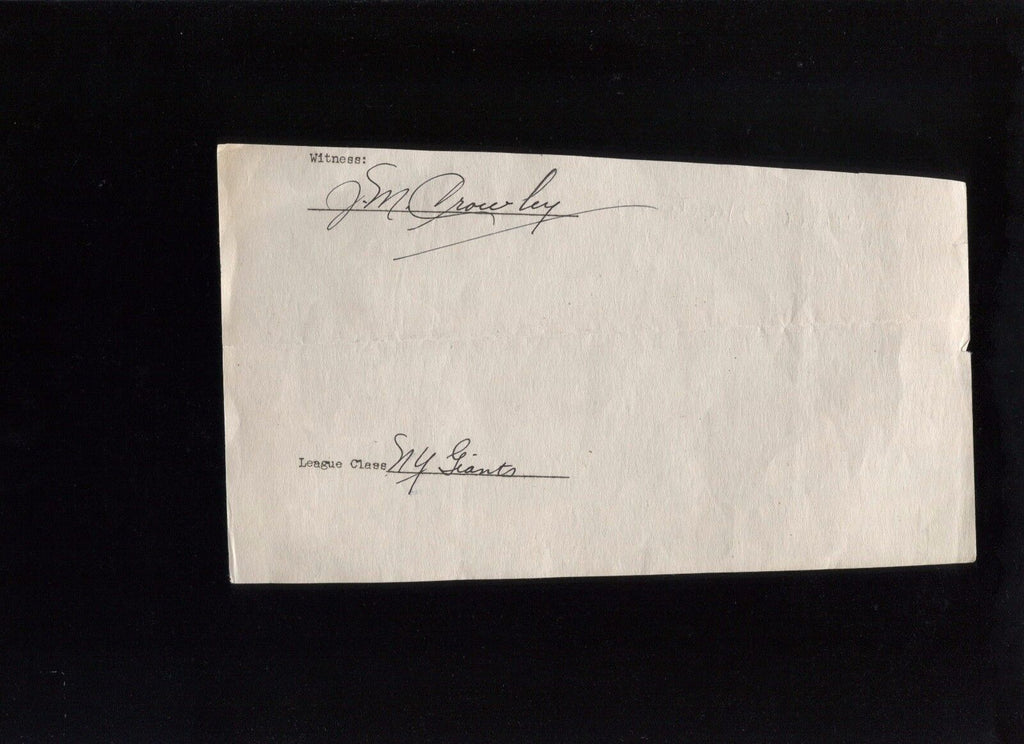 Witness:
J.M. Crowley
League Class NY Giants